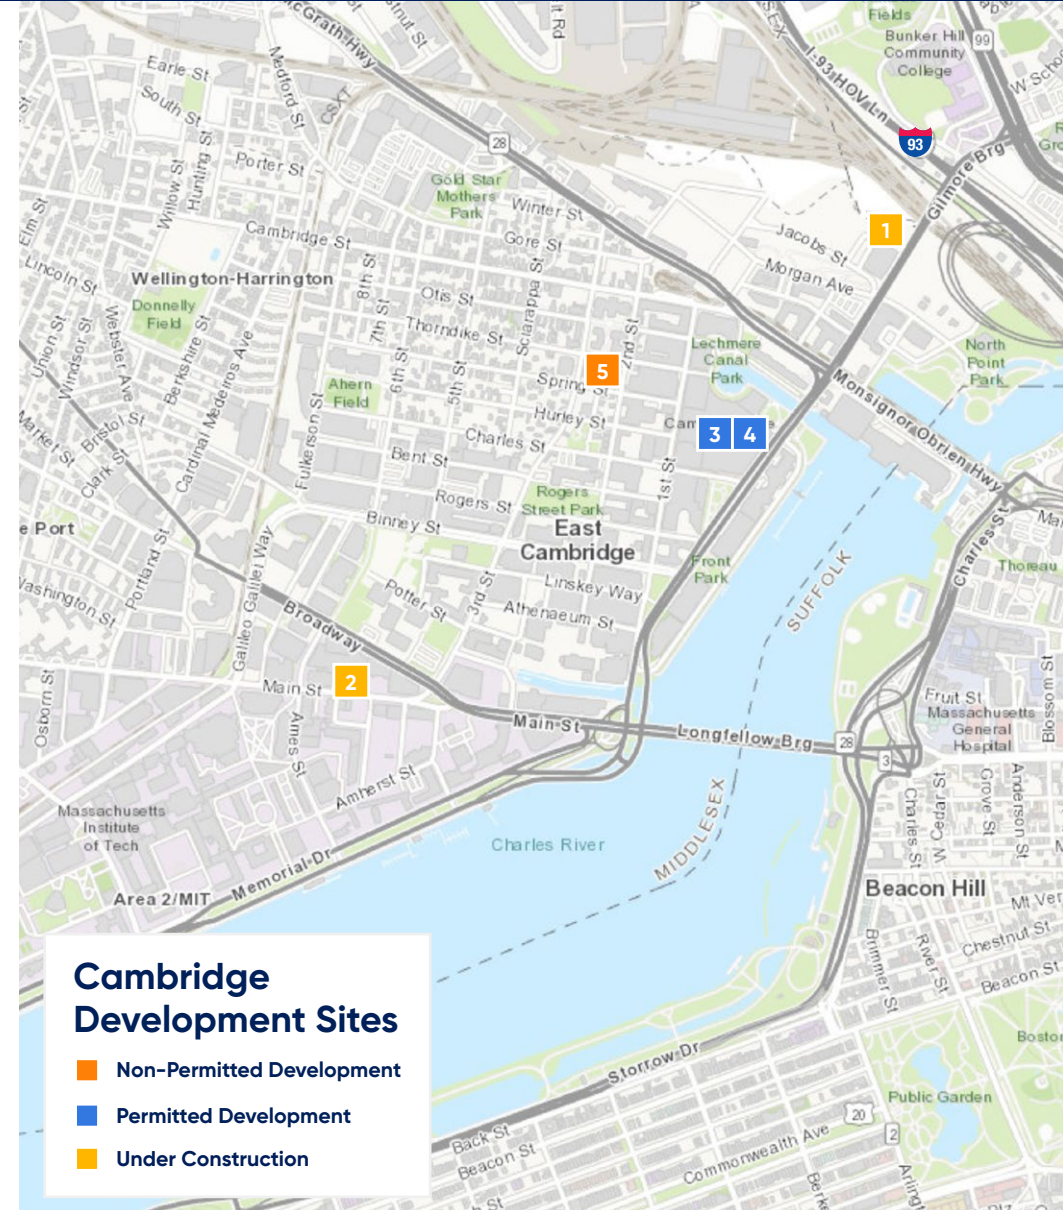 McGrath Hwy
I-93-HOV-Ln
Fields
Bunker Hill
Community
College
99
93
Earle St
South St
Medford St
CSXT
28
Gilmore Brg
Porter St
Willow St
Hunting St
Gold Star
Mothers
Park
Winter St
Gore St
1
Jacobs St
Morgan Ave
Elm St
Cambridge St
Lincoln St
Wellington-Harrington
8th St
Otis St
Sciarappa St
Donnelly
Field
7th St
Thorndike St
2nd St
Lechmere
Canal
Park
North
Point
Park
Union St
Windsor St
Webster Ave
Berkshire St
Cardinal Medeiros Ave
Ahern
Field
6th St
5th St
Spring St
5
Monsignor Obrien Hwy
Hurley St
3
4
Market St
Bristol St
Clark St
Fulkerson St
Charles St
Bent St
1st St
Rogers St
Rogers
Street Park
Binney St
e Port
East
Cambridge
Charles St
Front
Park
Thoreau
Washington St
Portland St
Galileo Galilei Way
Potter St
3rd St
Linskey Way
Athenaeum St
SUFFOLK
Broadway
Main St
2
Osborn St
Ames St
Main St
Longfellow Brg
28
3
Fruit St
Massachusetts
General
Hospital
Blossom St
Amherst St
Massachusetts
Institute
of Tech
MIDDLESEX
Charles River
Charles St
W Cedar St
Grove St
Anderson St
Memorial Dr
Area 2/MIT
Beacon Hill
Mt Ver
Brimmer St
River St
Chestnut St
Beacon St
Cambridge
Development Sites
Non-Permitted Development
Permitted Development
Under Construction
Storrow Dr
Public Garden
20
2
Back St
Beacon St
Commonwealth Ave